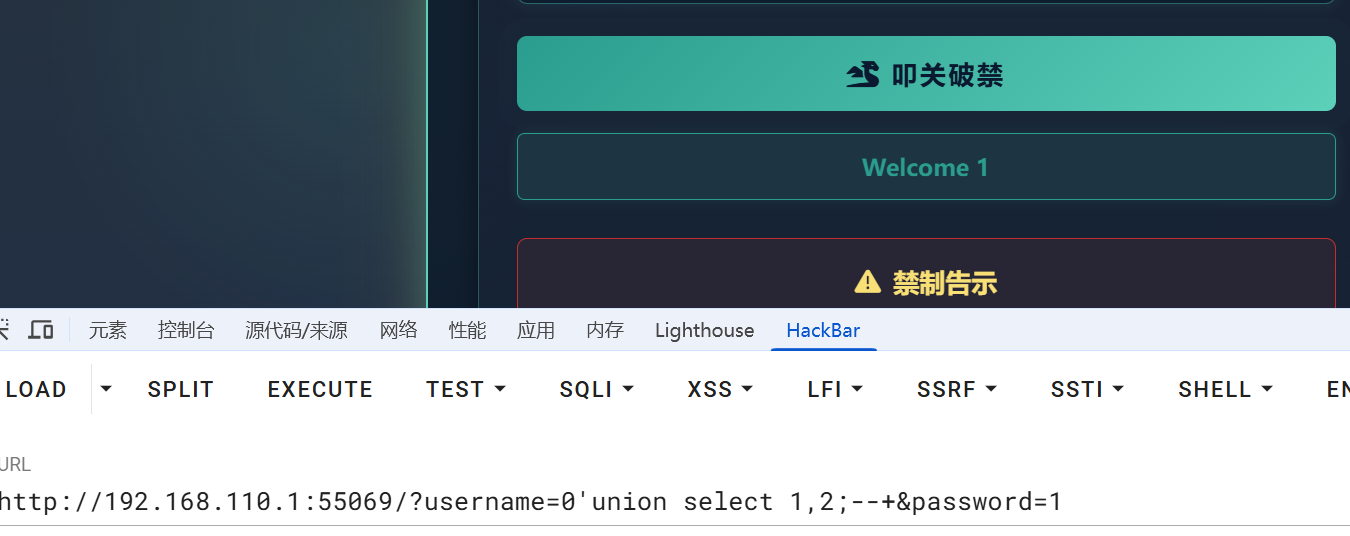 叩关破禁
Welcome 1
禁制告示
元素 控制台 源代码/来源 网络 性能 应用 内存 Lighthouse HackBar
LOAD SPLIT EXECUTE TEST SQLI XSS LFI SSRF SSTI SHELL
URL
http://192.168.110.1:55069/?username=0'union select 1,2;--+&password=1